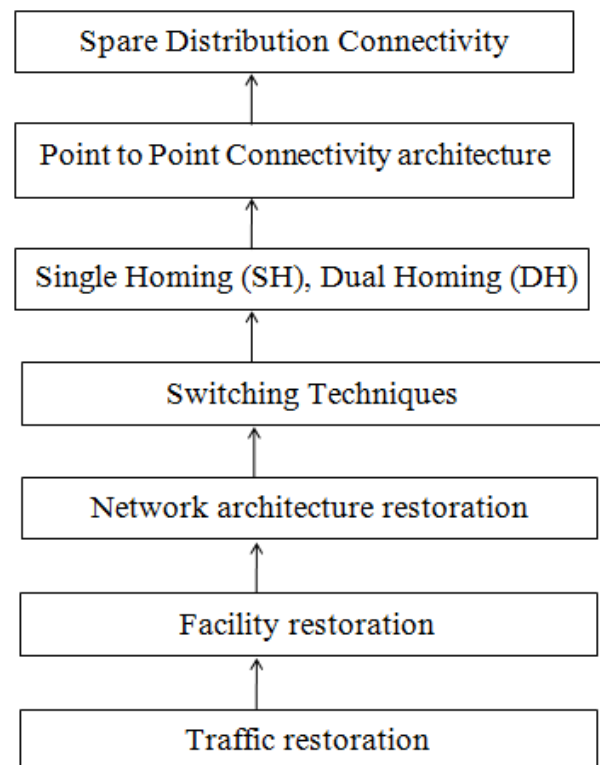 Spare Distribution Connectivity
Point to Point Connectivity architecture
Single Homing (SH), Dual Homing (DH)
Switching Techniques
Network architecture restoration
Facility restoration
Traffic restoration